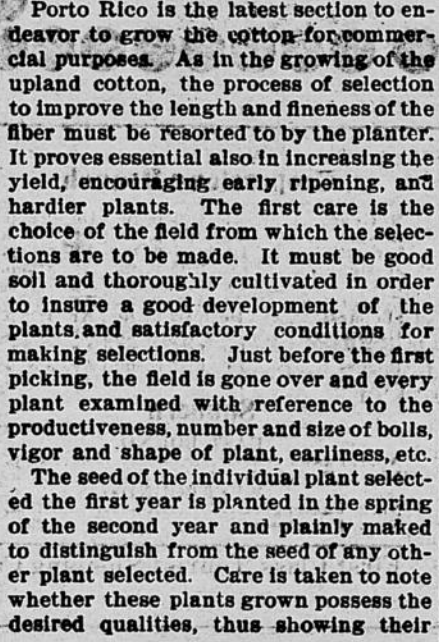 Porto Rico is the latest section to en-
deavor to grow the cotton for commer-
cial purposes. As in the growing of the
upland cotton, the process of selection
to improve the length and fineness of the
fiber must be resorted to by the planter.
It proves essential also in increasing the
yield, encouraging early ripening, and
hardier plants. The first care is the
choice of the field from which the selec-
tions are to be made. It must be good
soil and thoroughly cultivated in order
to insure a good development of the
plants and satisfactory conditions for
making selections. Just before the first
picking, the field is gone over and every
plant examined with reference to the
productiveness, number and size of bolls,
vigor and shape of plant, earliness, etc.
The seed of the individual plant select-
ed the first year is planted in the spring
of the second year and plainly maked
to distinguish from the seed of any oth-
er plant selected. Care is taken to note
whether these plants grown possess the
desired qualities, thus showing their